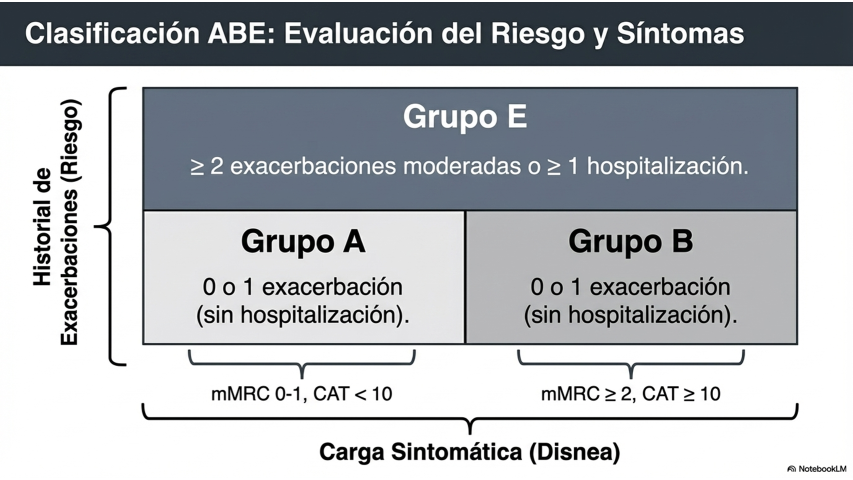 Clasificación ABE: Evaluación del Riesgo y Síntomas
Historial de
Exacerbaciones (Riesgo)
Grupo E
≥ 2 exacerbaciones moderadas o ≥ 1 hospitalización.
Grupo A
0 o 1 exacerbación
(sin hospitalización).
Grupo B
0 o 1 exacerbación
(sin hospitalización).
mMRC 0-1, CAT < 10
mMRC ≥ 2, CAT ≥ 10
Carga Sintomática (Disnea)
NotebookLM